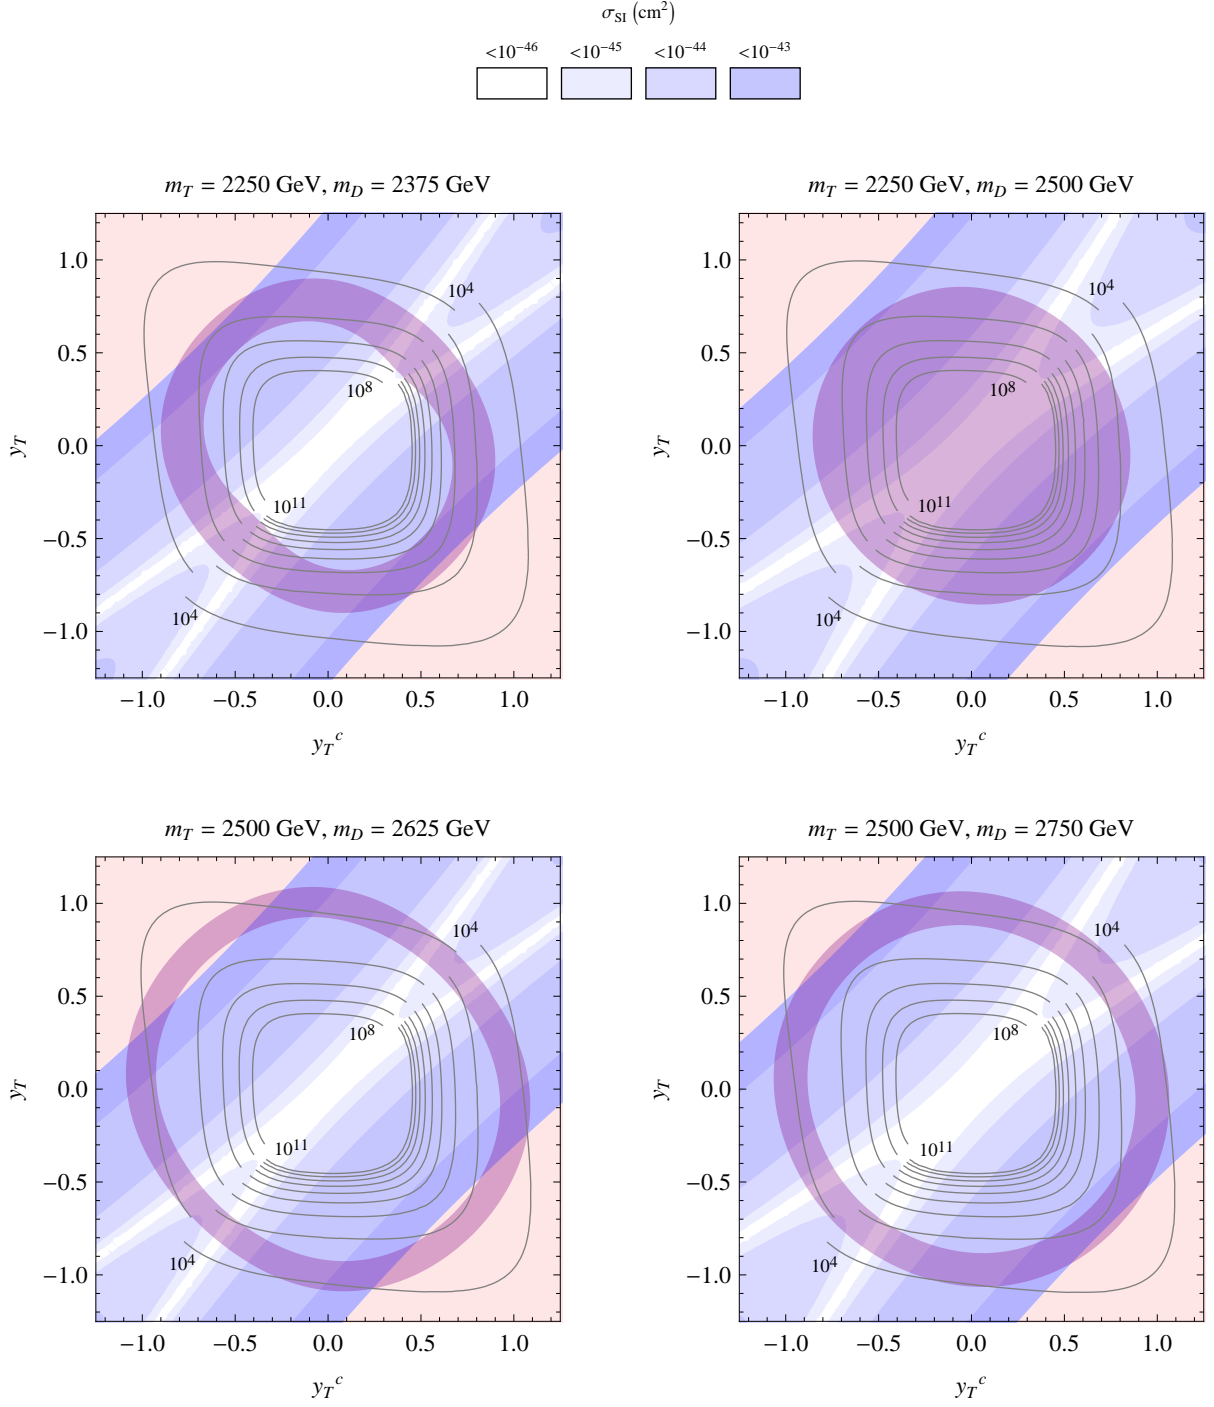 σSI (cm²)
<10⁻⁴⁶ <10⁻⁴⁵ <10⁻⁴⁴ <10⁻⁴³
m_T = 2250 GeV, m_D = 2375 GeV
1.0
0.5
0.0
−0.5
−1.0
y_T
10⁴
10⁸
10¹¹
10⁴
−1.0 −0.5 0.0 0.5 1.0
y_T^c
m_T = 2250 GeV, m_D = 2500 GeV
1.0
0.5
0.0
−0.5
−1.0
y_T
10⁴
10⁸
10¹¹
10⁴
−1.0 −0.5 0.0 0.5 1.0
y_T^c
m_T = 2500 GeV, m_D = 2625 GeV
1.0
0.5
0.0
−0.5
−1.0
y_T
10⁴
10⁸
10¹¹
10⁴
−1.0 −0.5 0.0 0.5 1.0
y_T^c
m_T = 2500 GeV, m_D = 2750 GeV
1.0
0.5
0.0
−0.5
−1.0
y_T
10⁴
10⁸
10¹¹
10⁴
−1.0 −0.5 0.0 0.5 1.0
y_T^c